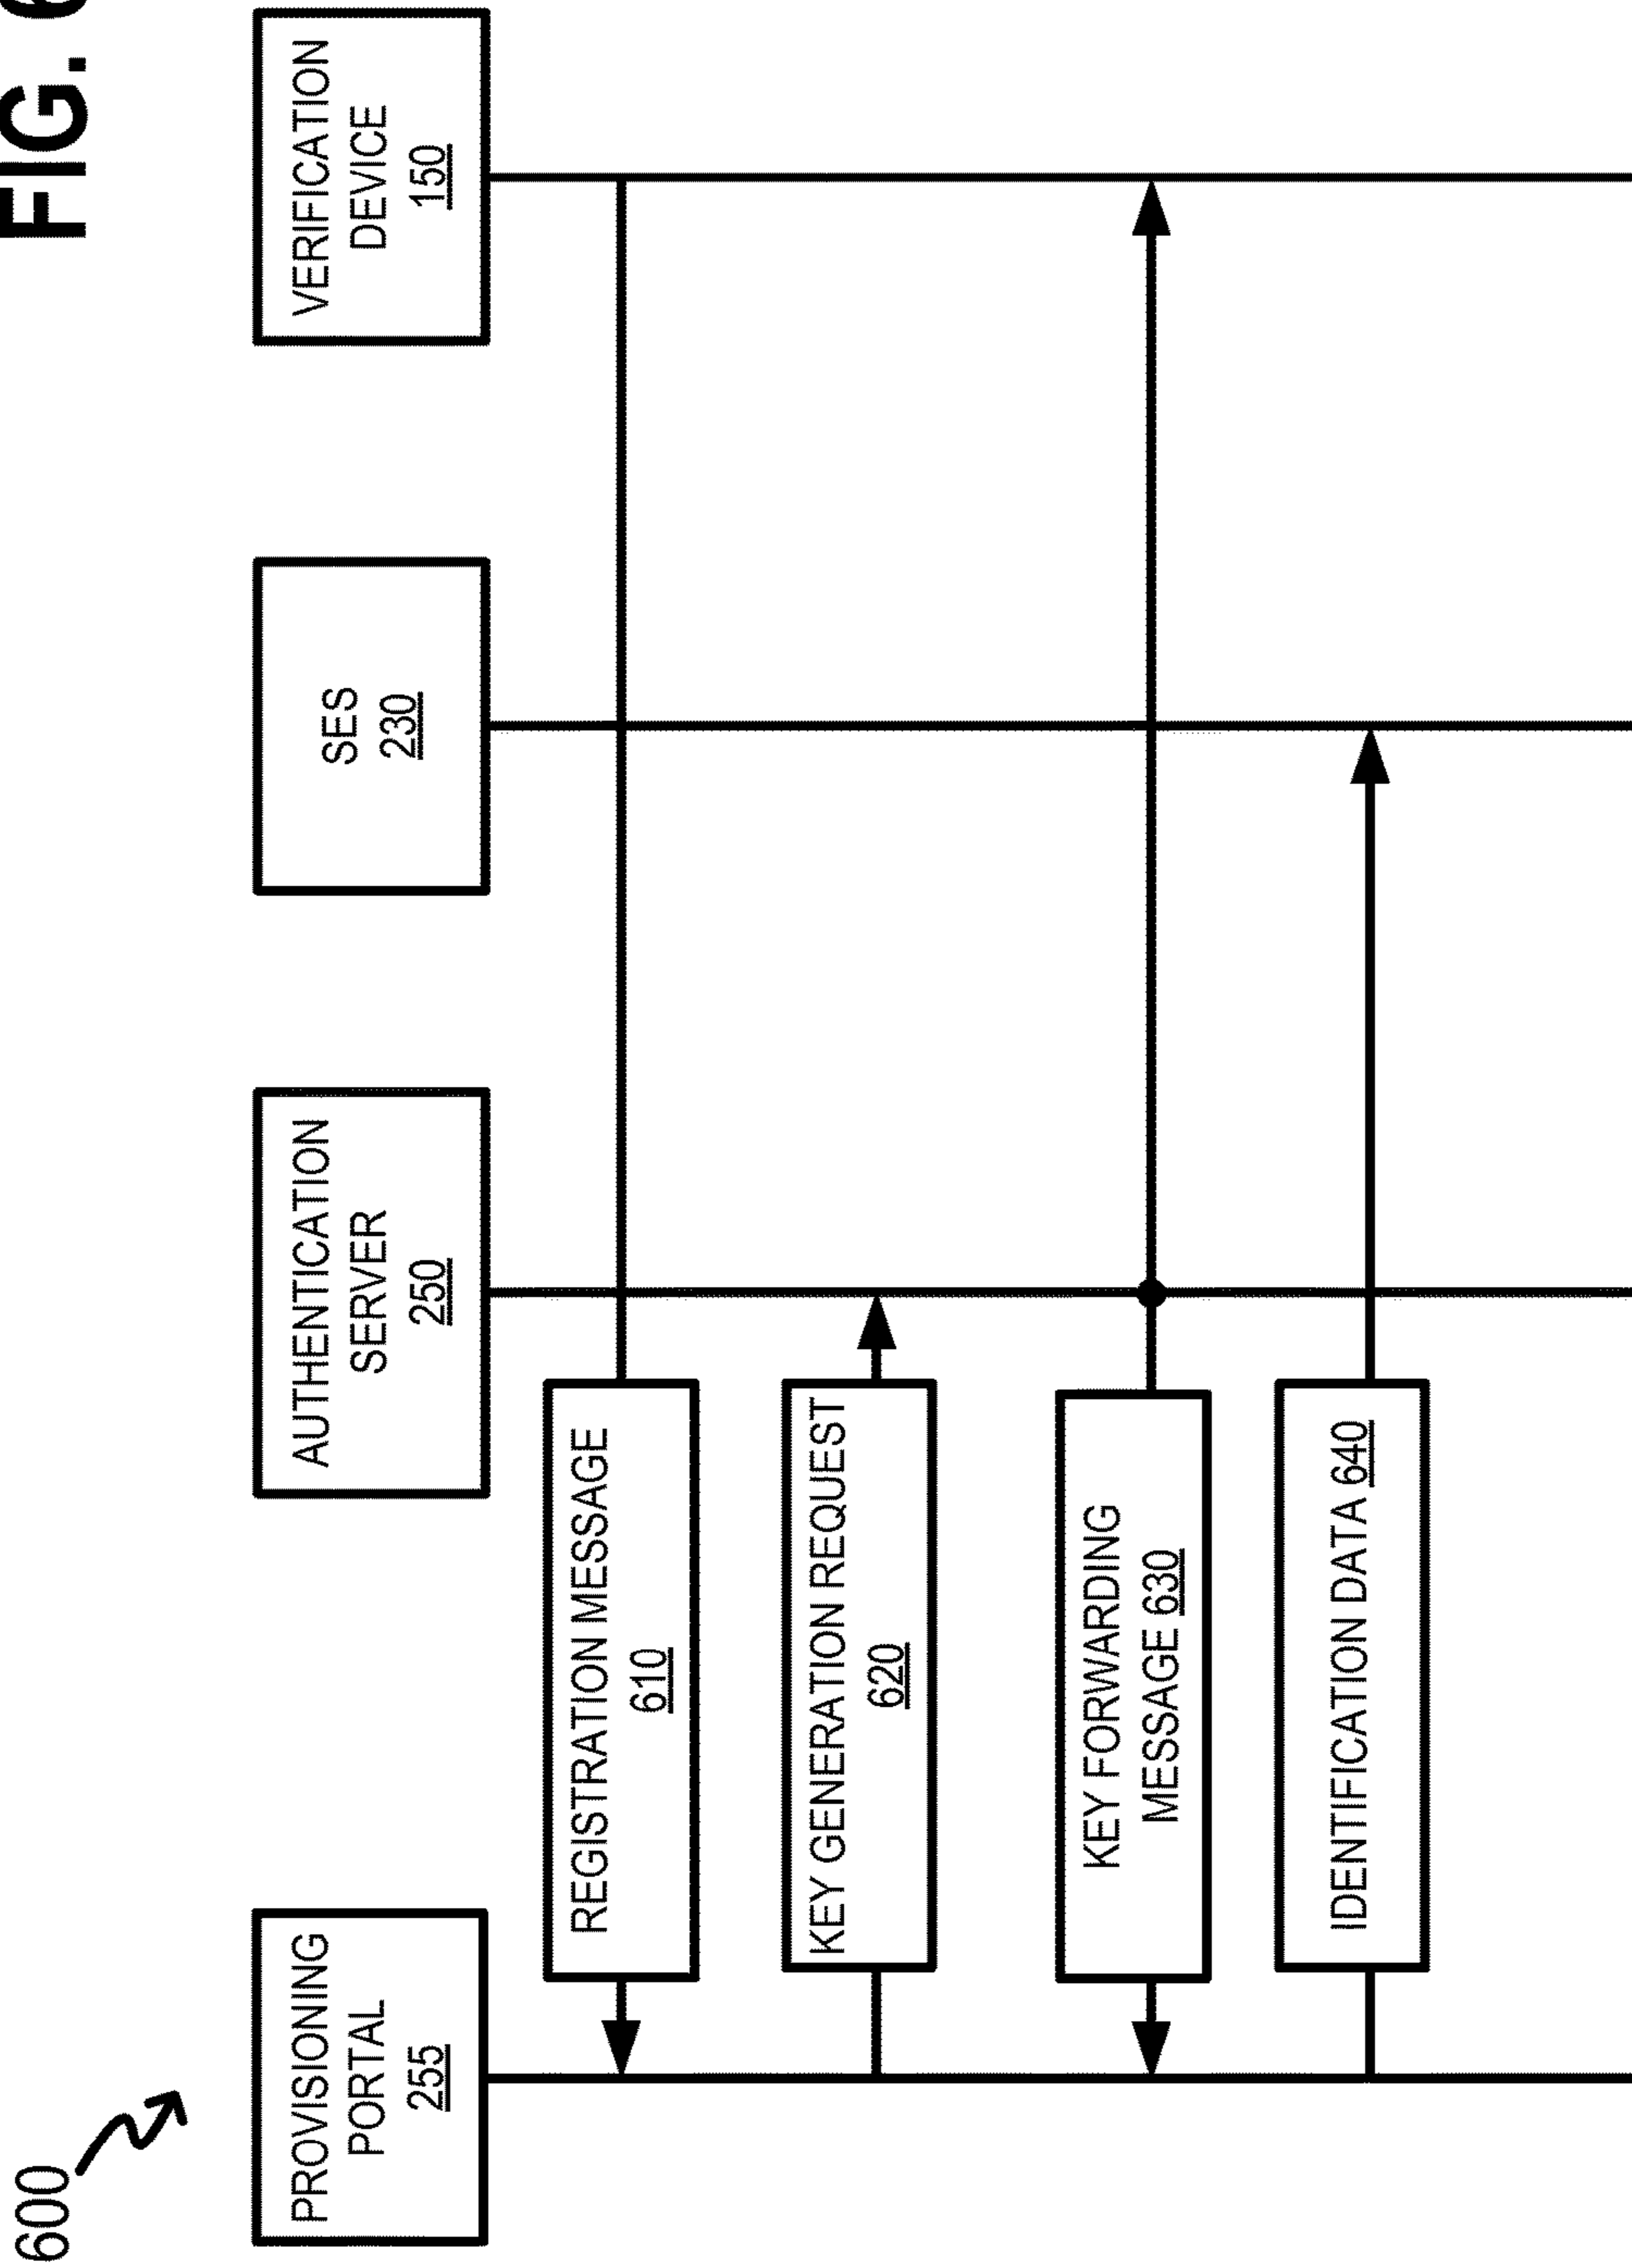 FIG. 6
600
PROVISIONING
PORTAL
255
AUTHENTICATION
SERVER
250
SES
230
VERIFICATION
DEVICE
150
REGISTRATION MESSAGE
610
KEY GENERATION REQUEST
620
KEY FORWARDING
MESSAGE 630
IDENTIFICATION DATA 640